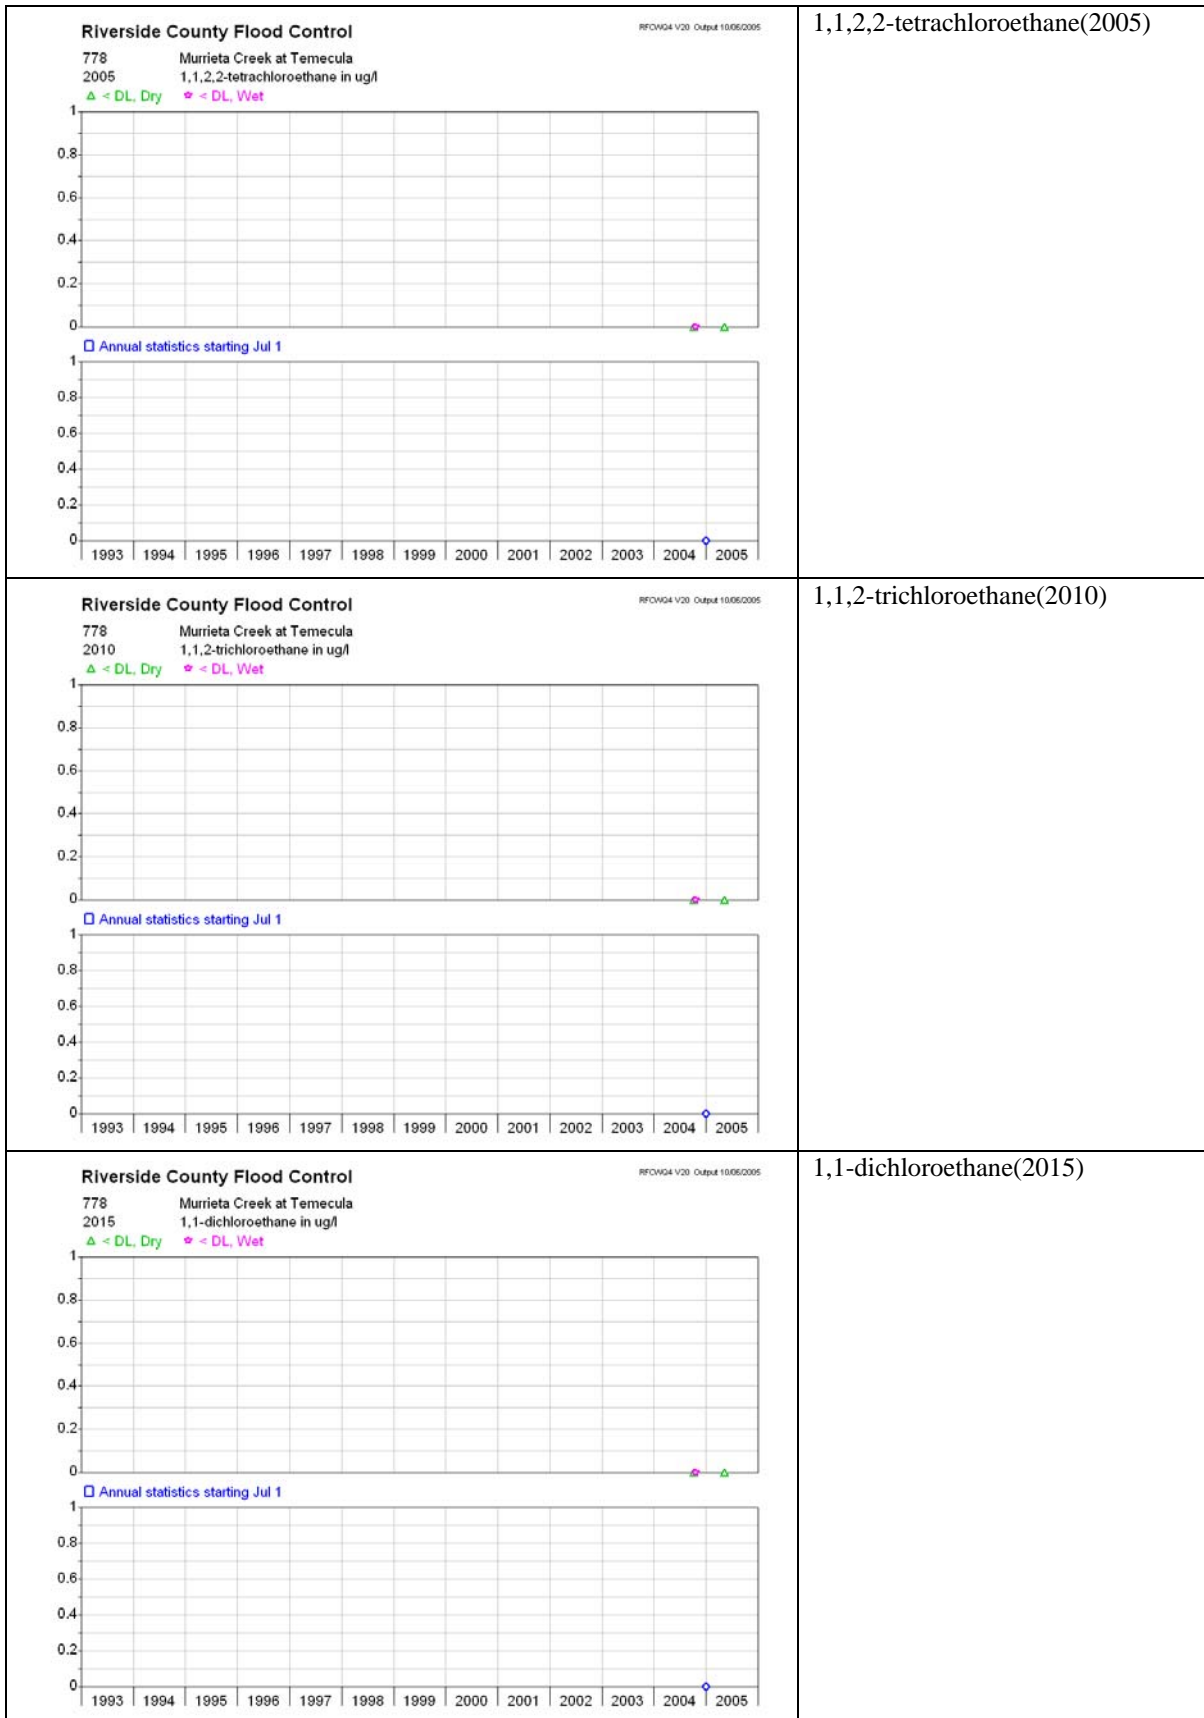 Riverside County Flood Control
RFCWQ4 V20 Output 10/06/2005
778 Murrieta Creek at Temecula
2005 1,1,2,2-tetrachloroethane in ug/l
< DL, Dry < DL, Wet
1
0.8
0.6
0.4
0.2
0
Annual statistics starting Jul 1
1
0.8
0.6
0.4
0.2
0
1993 1994 1995 1996 1997 1998 1999 2000 2001 2002 2003 2004 2005
1,1,2,2-tetrachloroethane(2005)
Riverside County Flood Control
RFCWQ4 V20 Output 10/06/2005
778 Murrieta Creek at Temecula
2010 1,1,2-trichloroethane in ug/l
< DL, Dry < DL, Wet
1
0.8
0.6
0.4
0.2
0
Annual statistics starting Jul 1
1
0.8
0.6
0.4
0.2
0
1993 1994 1995 1996 1997 1998 1999 2000 2001 2002 2003 2004 2005
1,1,2-trichloroethane(2010)
Riverside County Flood Control
RFCWQ4 V20 Output 10/06/2005
778 Murrieta Creek at Temecula
2015 1,1-dichloroethane in ug/l
< DL, Dry < DL, Wet
1
0.8
0.6
0.4
0.2
0
Annual statistics starting Jul 1
1
0.8
0.6
0.4
0.2
0
1993 1994 1995 1996 1997 1998 1999 2000 2001 2002 2003 2004 2005
1,1-dichloroethane(2015)